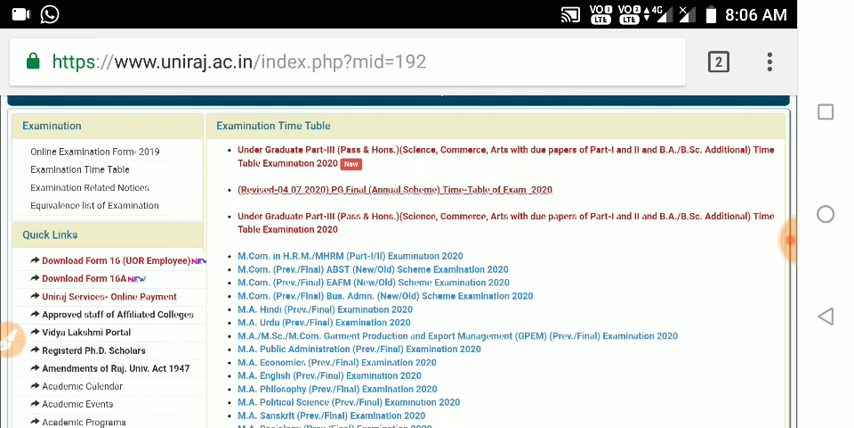 VO 1 LTE VO 2 LTE 4G 8:06 AM
https://www.uniraj.ac.in/index.php?mid=192 2
Examination
Online Examination Form- 2019
Examination Time Table
Examination Related Notices
Equivalence list of Examination
Quick Links
Download Form 16 (UOR Employee) NEW
Download Form 16A NEW
Uniraj Services- Online Payment
Approved staff of Affiliated Colleges
Vidya Lakshmi Portal
Registerd Ph.D. Scholars
Amendments of Raj. Univ. Act 1947
Academic Calendar
Academic Events
Academic Programs
Examination Time Table
Under Graduate Part-III (Pass & Hons.)(Science, Commerce, Arts with due papers of Part-I and II and B.A./B.Sc. Additional) Time
Table Examination 2020 New
(Revised-04.07.2020) PG Final (Annual Scheme) Time-Table of Exam_2020
Under Graduate Part-III (Pass & Hons.)(Science, Commerce, Arts with due papers of Part-I and II and B.A./B.Sc. Additional) Time
Table Examination 2020
M.Com. in H.R.M/MHRM (Part-I/II) Examination 2020
M.Com. (Prev./Final) ABST (New/Old) Scheme Examination 2020
M.Com. (Prev./Final) EAFM (New/Old) Scheme Examination 2020
M.Com. (Prev./Final) Bus. Admn. (New/Old) Scheme Examination 2020
M.A. Hindi (Prev./Final) Examination 2020
M.A. Urdu (Prev./Final) Examination 2020
M.A./M.Sc./M.Com. Garment Production and Export Management (GPEM) (Prev./Final) Examination 2020
M.A. Public Administration (Prev./Final) Examination 2020
M.A. Economics (Prev./Final) Examination 2020
M.A. English (Prev./Final) Examination 2020
M.A. Philosophy (Prev./Final) Examination 2020
M.A. Political Science (Prev./Final) Examination 2020
M.A. Sanskrit (Prev./Final) Examination 2020